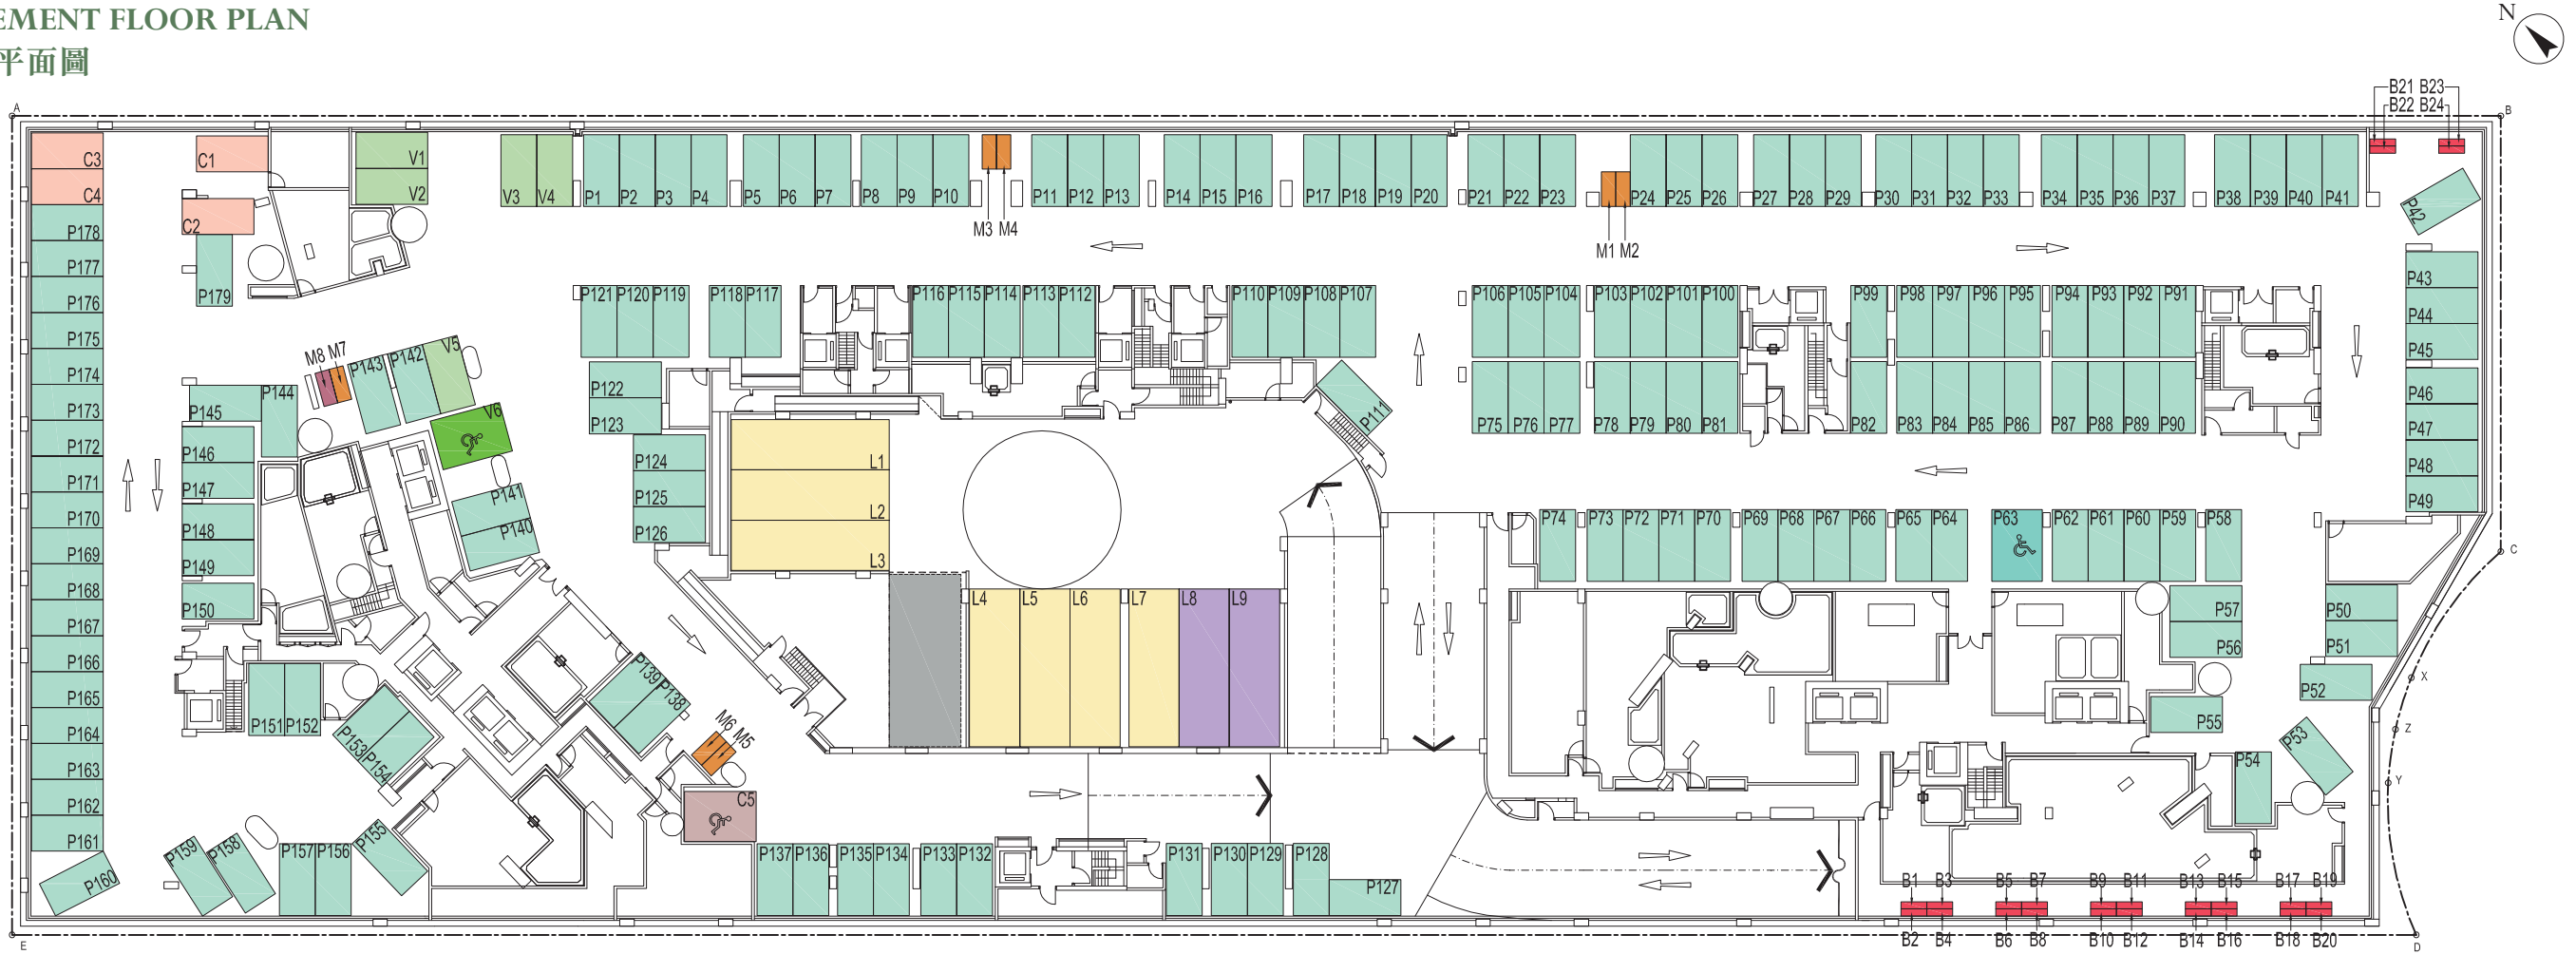 EMENT FLOOR PLAN
平面圖
N
A
B
B21 B23
B22 B24
C3
C4
C1
C2
V1
V2
V3 V4
P1 P2 P3 P4
P5 P6 P7
P8 P9 P10
M3 M4
P11 P12 P13
P14 P15 P16
P17 P18 P19 P20
P21 P22 P23
M1 M2
P24 P25 P26
P27 P28 P29
P30 P31 P32 P33
P34 P35 P36 P37
P38 P39 P40 P41
P42
P178
P177
P176
P175
P174
P173
P172
P171
P170
P169
P168
P167
P166
P165
P164
P163
P162
P161
P160
P179
P121 P120 P119
P118 P117
P116 P115 P114 P113 P112
P110 P109 P108 P107
P106 P105 P104
P103 P102 P101 P100
P99
P98 P97 P96 P95
P94 P93 P92 P91
P43
P44
P45
P46
P47
P48
P49
M8 M7
P143 P142 V5
V6
P145 P144
P146
P147
P148
P149
P150
P141
P140
P122
P123
P124
P125
P126
P111
P75 P76 P77
P78 P79 P80 P81
P82
P83 P84 P85 P86
P87 P88 P89 P90
L1
L2
L3
L4 L5 L6 L7 L8 L9
P74
P73 P72 P71 P70
P69 P68 P67 P66
P65 P64
P63
P62 P61 P60 P59
P58
C
P57
P56
P50
P51
P52
P55
P53
P54
X
Z
Y
P151 P152
P153 P154
P139 P138
M6 M5
C5
P159 P158
P157 P156
P155
P137 P136
P135 P134
P133 P132
P131
P130 P129
P128
P127
B1 B3 B5 B7 B9 B11 B13 B15 B17 B19
B2 B4 B6 B8 B10 B12 B14 B16 B18 B20
E
D